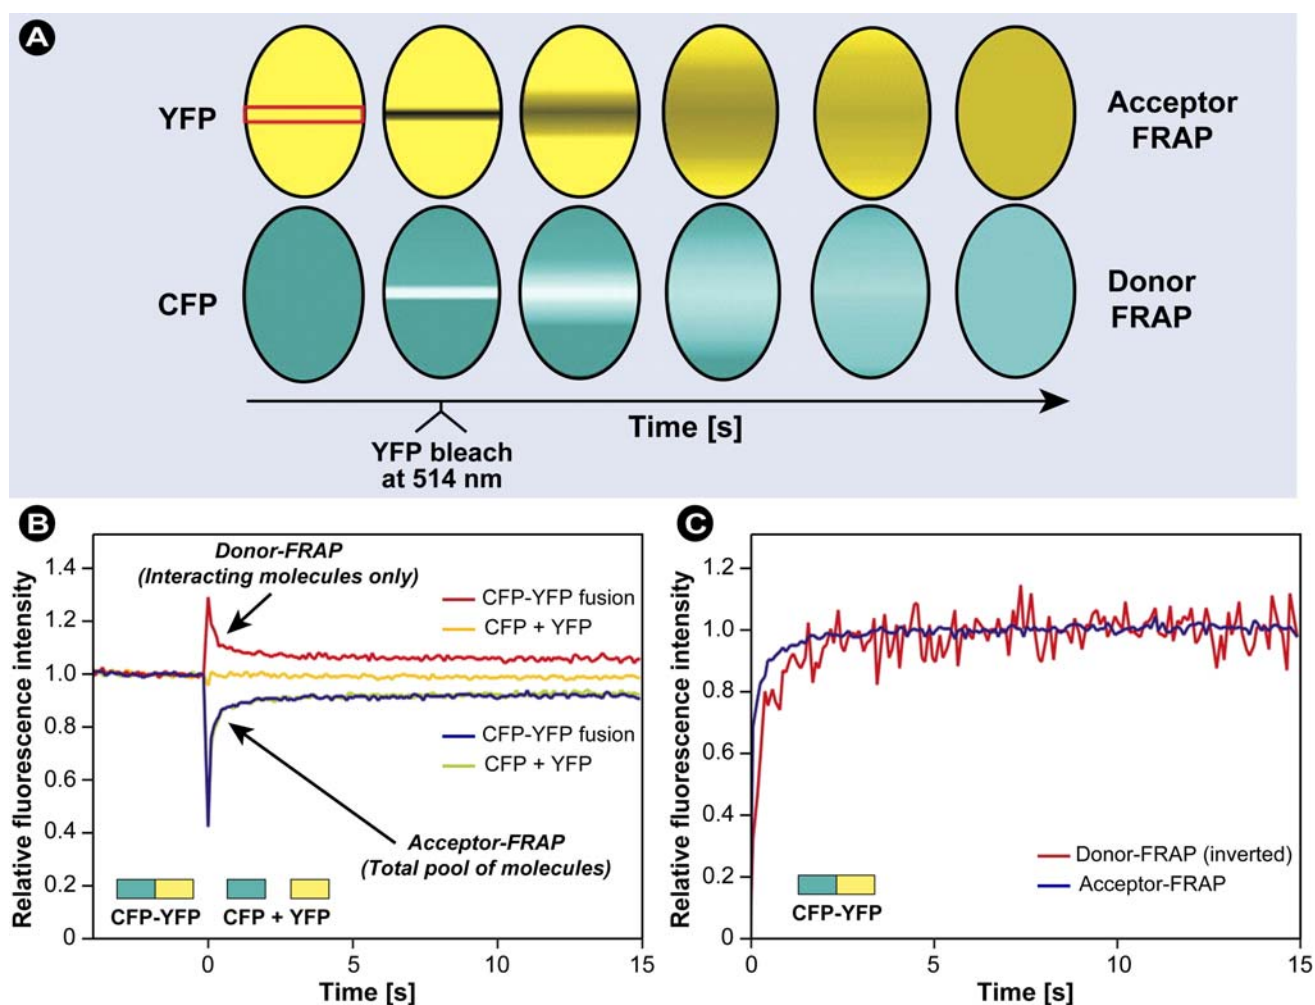 A
YFP
Acceptor
FRAP
CFP
Donor
FRAP
Time [s]
YFP bleach
at 514 nm
B
Relative fluorescence intensity
1.4
1.2
1.0
0.8
0.6
0.4
0.2
0
Donor-FRAP
(Interacting molecules only)
CFP-YFP fusion
CFP + YFP
CFP-YFP fusion
CFP + YFP
Acceptor-FRAP
(Total pool of molecules)
CFP-YFP
CFP + YFP
0
5
10
15
Time [s]
C
Relative fluorescence intensity
1.2
1.0
0.8
0.6
0.4
0.2
0
Donor-FRAP (inverted)
Acceptor-FRAP
CFP-YFP
0
5
10
15
Time [s]